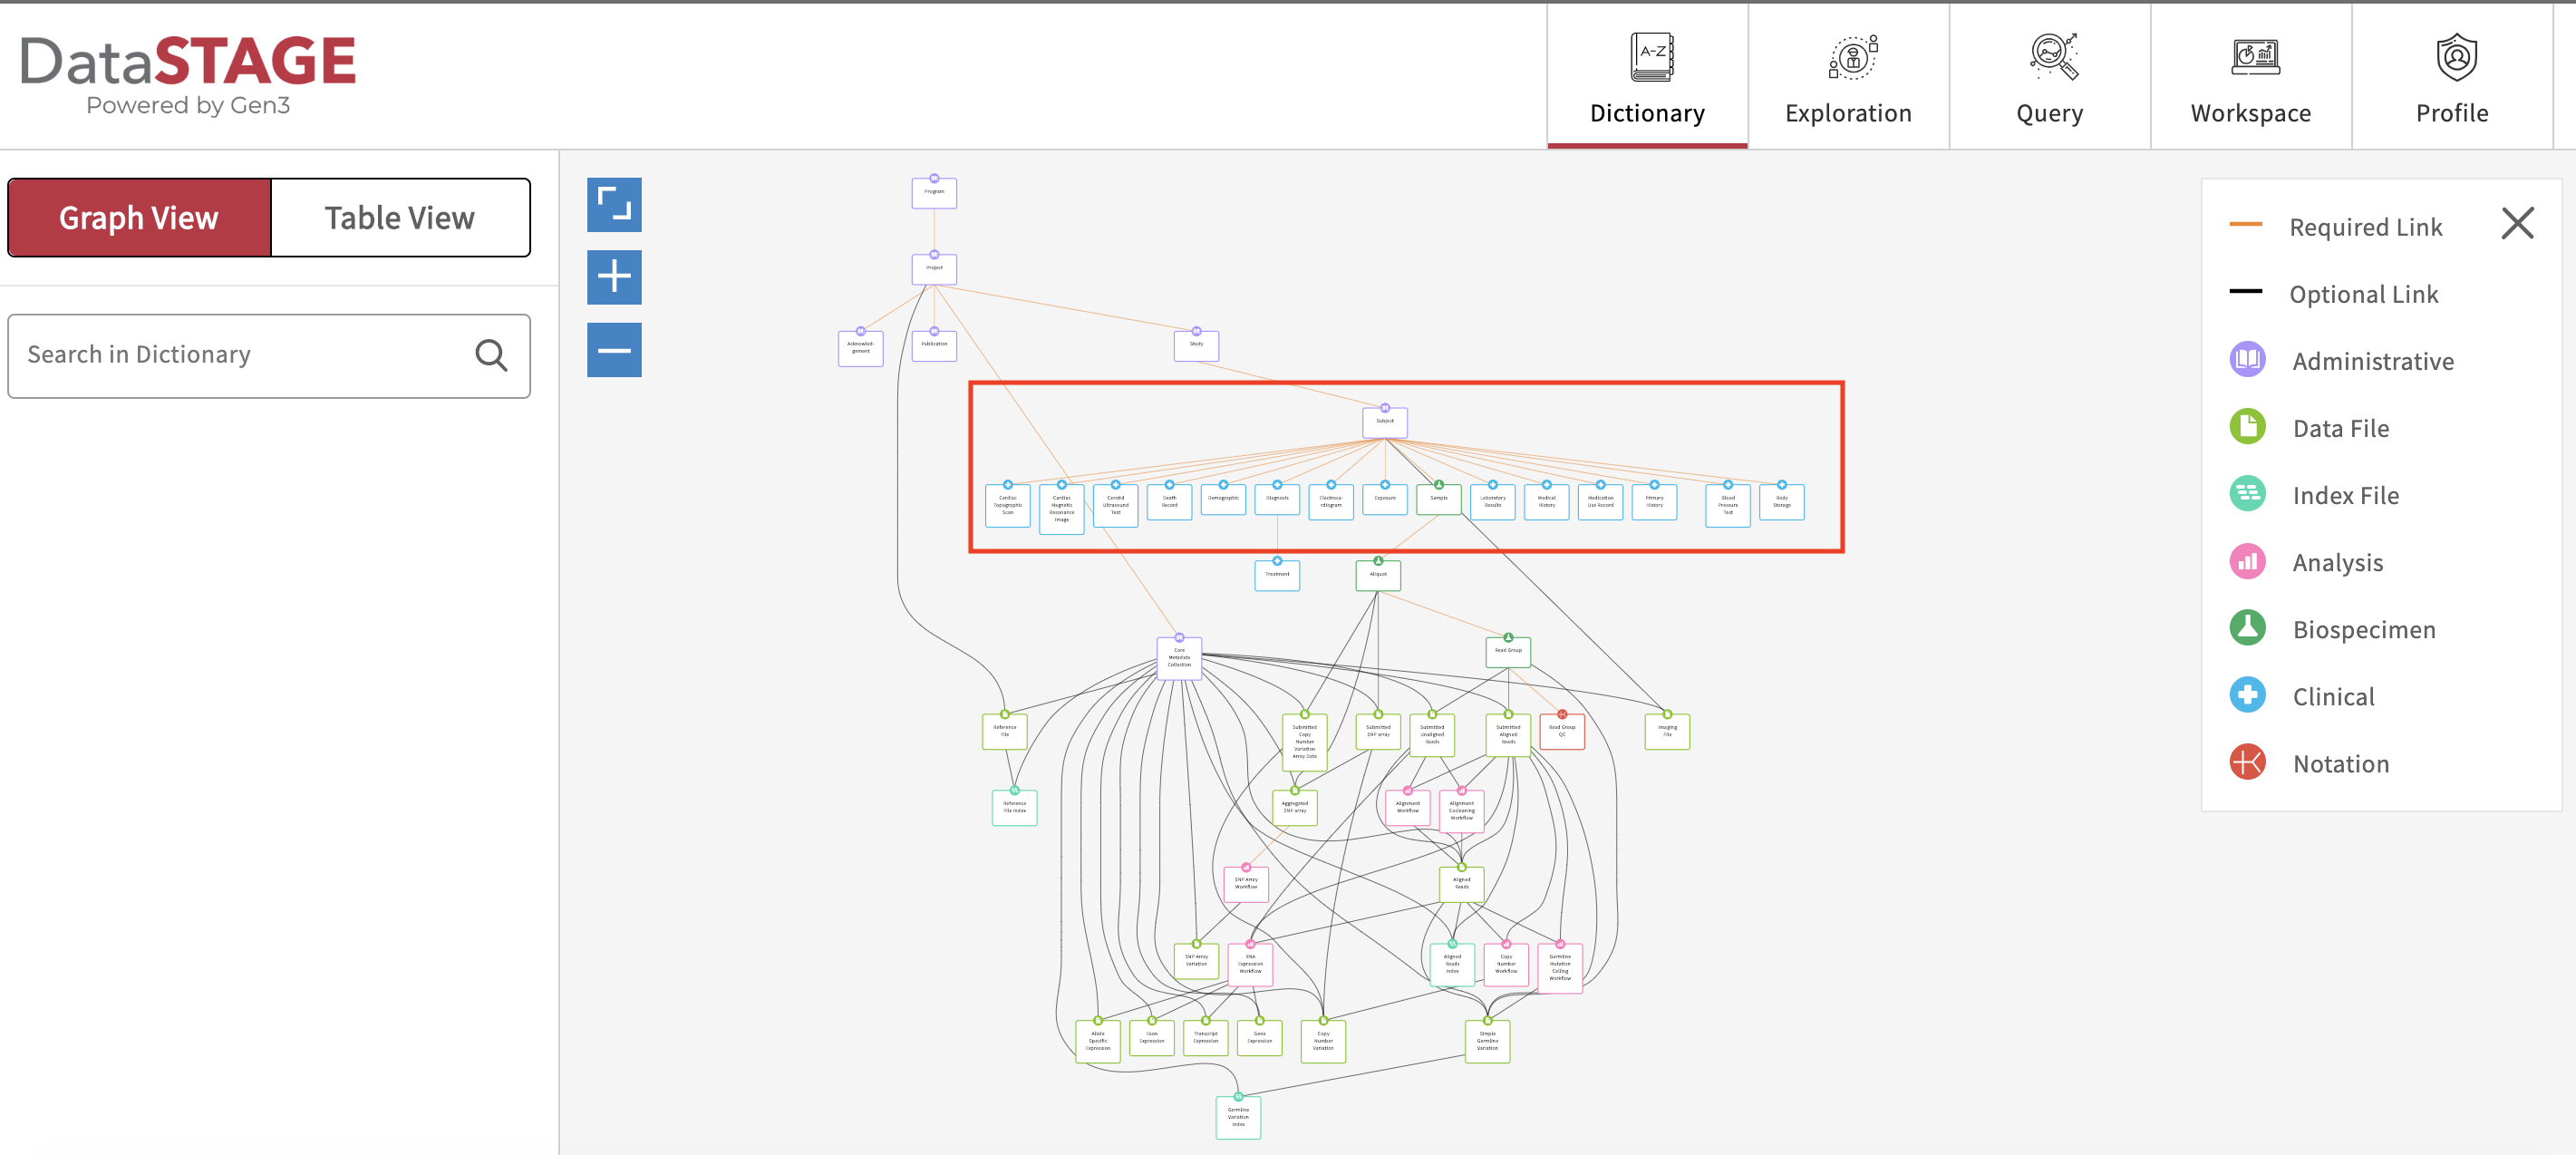 DataSTAGE
Powered by Gen3
A-Z
Dictionary
Exploration
Query
Workspace
Profile
Graph View
Table View
Search in Dictionary
Required Link
Optional Link
Administrative
Data File
Index File
Analysis
Biospecimen
Clinical
Notation
Program
Project
Acknowled-
gement
Publication
Study
Subject
Cardiac
Topographic
Scan
Cardiac
Magnetic
Resonance
Image
Carotid
Ultrasound
Test
Death
Record
Demographic
Diagnosis
Electroca-
rdiogram
Exposure
Sample
Laboratory
Results
Medical
History
Medication
Use Record
Primary
History
Blood
Pressure
Test
Body
Storage
Treatment
Aliquot
Core
Metadata
Collection
Read Group
Reference
File
Submitted
Copy
Number
Variation
Array Data
Submitted
SNP array
Submitted
Unaligned
Reads
Submitted
Aligned
Reads
Read Group
QC
Imaging
File
Reference
File Index
Aggregated
SNP array
Alignment
Workflow
Alignment
Cocleaning
Workflow
SNP Array
Workflow
Aligned
Reads
SNP Array
Variation
RNA
Expression
Workflow
Aligned
Reads
Index
Copy
Number
Workflow
Germline
Mutation
Calling
Workflow
Allele
Specific
Expression
Exon
Expression
Transcript
Expression
Gene
Expression
Copy
Number
Variation
Simple
Germline
Variation
Germline
Variation
Index